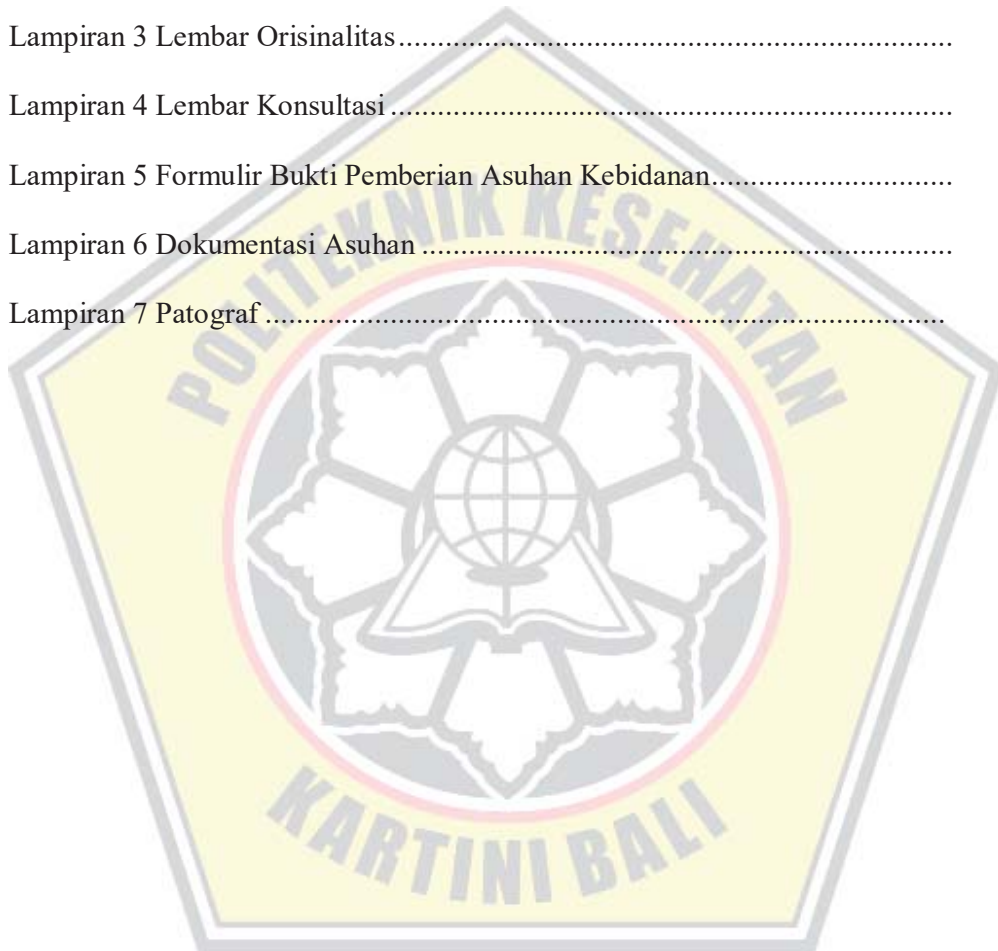 Lampiran 3 Lembar Orisinalitas.......................................................................
Lampiran 4 Lembar Konsultasi........................................................................
Lampiran 5 Formulir Bukti Pemberian Asuhan Kebidanan...............................
Lampiran 6 Dokumentasi Asuhan....................................................................
Lampiran 7 Patograf.......................................................................................
POLITEKNIK KESEHATAN
KARTINI BALI